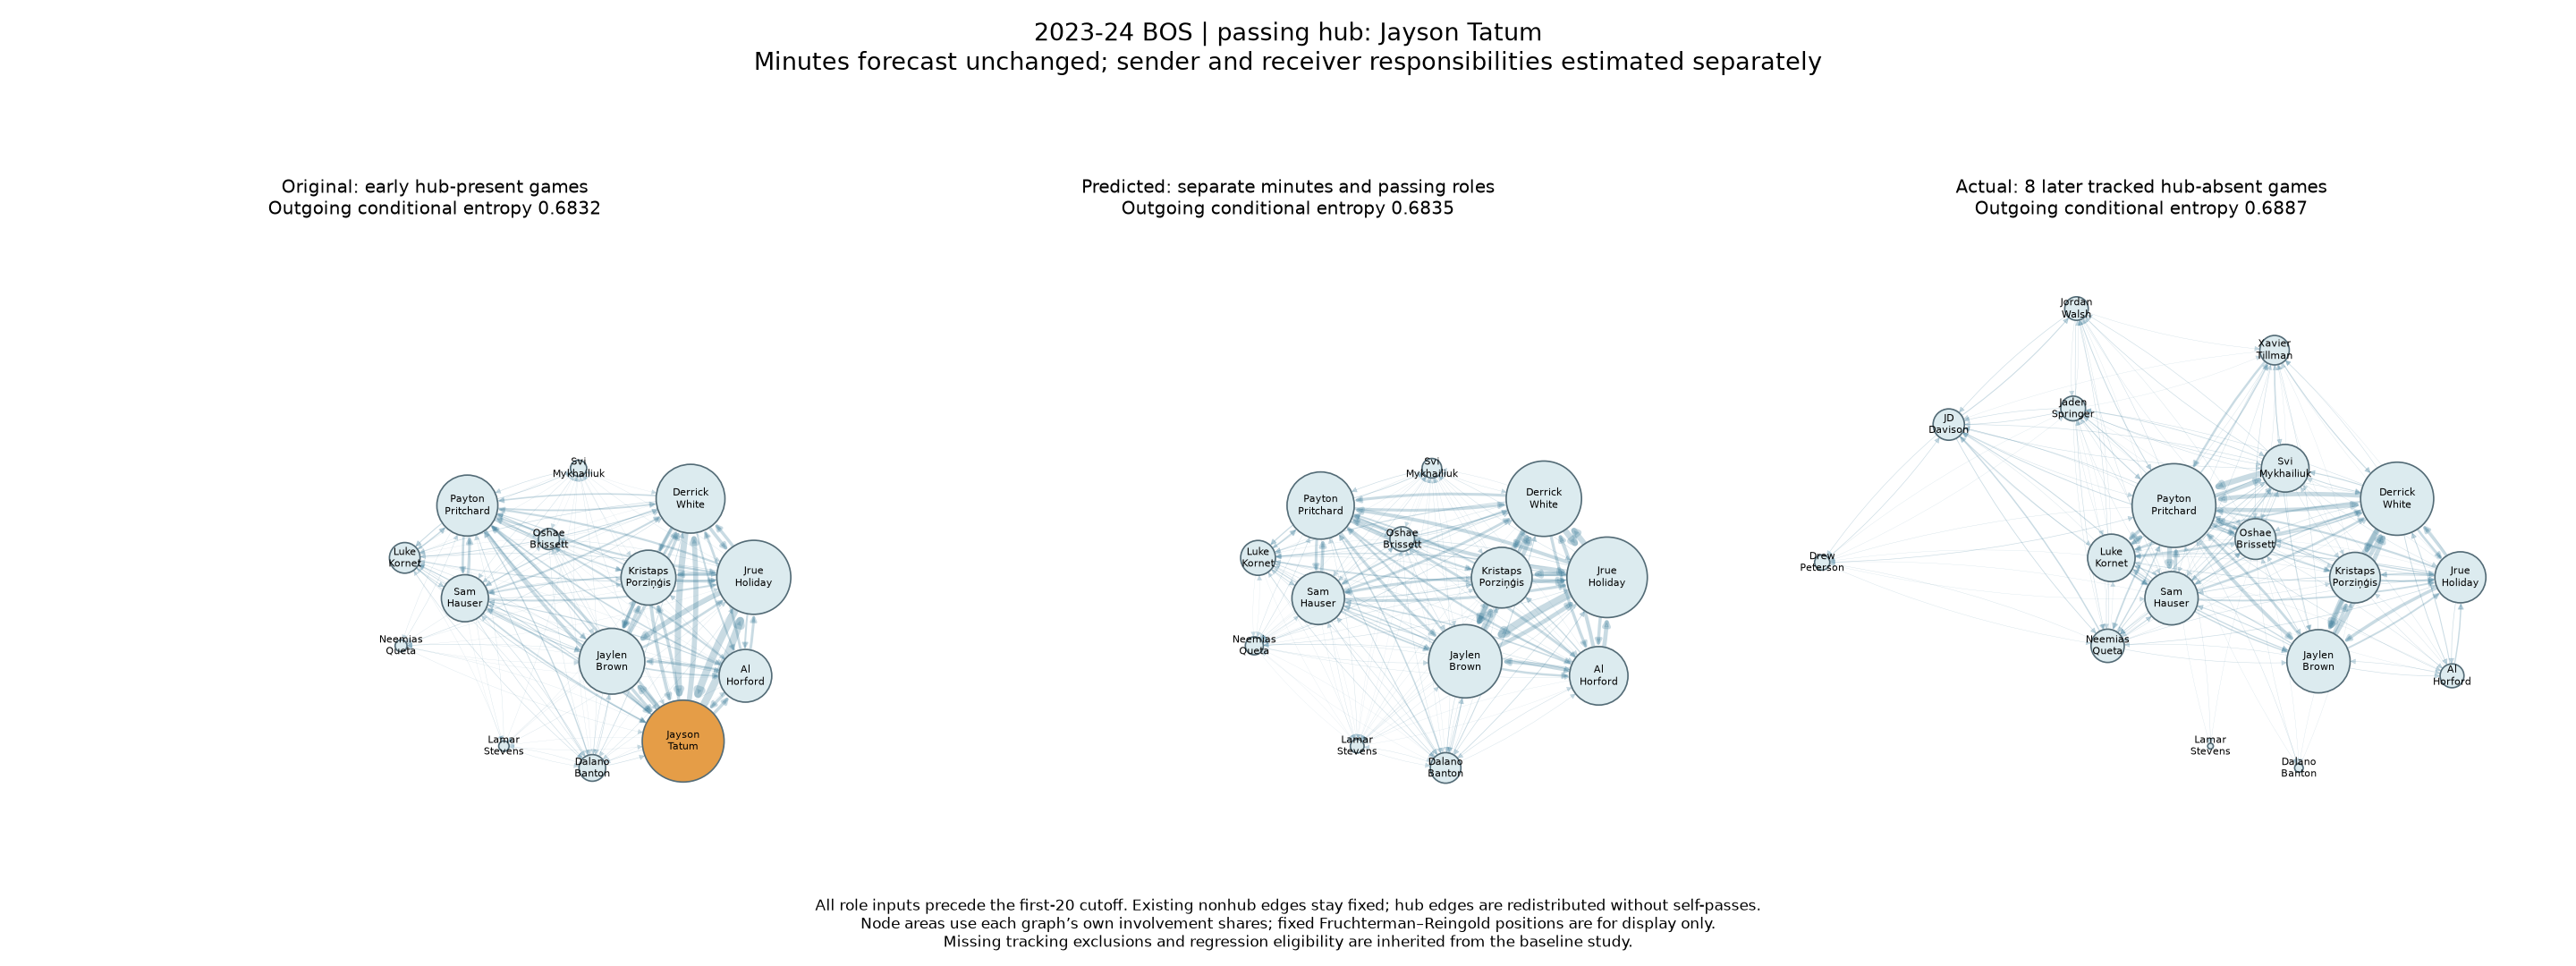 2023-24 BOS | passing hub: Jayson Tatum
Minutes forecast unchanged; sender and receiver responsibilities estimated separately
Original: early hub-present games
Outgoing conditional entropy 0.6832
Svi
Mykhailiuk
Payton
Pritchard
Derrick
White
Oshae
Brissett
Luke
Kornet
Kristaps
Porziņģis
Jrue
Holiday
Sam
Hauser
Neemias
Queta
Jaylen
Brown
Al
Horford
Jayson
Tatum
Lamar
Stevens
Dalano
Banton
Predicted: separate minutes and passing roles
Outgoing conditional entropy 0.6835
Svi
Mykhailiuk
Payton
Pritchard
Derrick
White
Oshae
Brissett
Luke
Kornet
Kristaps
Porziņģis
Jrue
Holiday
Sam
Hauser
Neemias
Queta
Jaylen
Brown
Al
Horford
Lamar
Stevens
Dalano
Banton
Actual: 8 later tracked hub-absent games
Outgoing conditional entropy 0.6887
Jordan
Walsh
Xavier
Tillman
Jaden
Springer
JD
Davison
Svi
Mykhailiuk
Payton
Pritchard
Derrick
White
Oshae
Brissett
Luke
Kornet
Drew
Peterson
Kristaps
Porziņģis
Jrue
Holiday
Sam
Hauser
Neemias
Queta
Jaylen
Brown
Al
Horford
Lamar
Stevens
Dalano
Banton
All role inputs precede the first-20 cutoff. Existing nonhub edges stay fixed; hub edges are redistributed without self-passes.
Node areas use each graph’s own involvement shares; fixed Fruchterman–Reingold positions are for display only.
Missing tracking exclusions and regression eligibility are inherited from the baseline study.